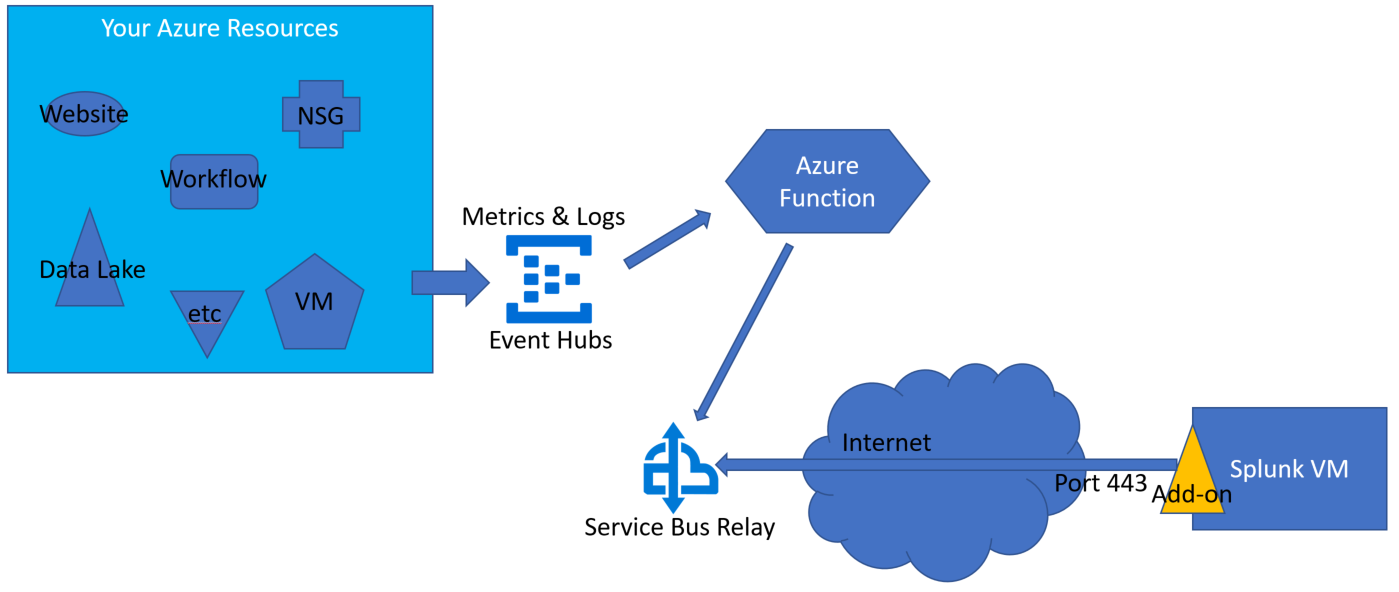 Your Azure Resources
Website
NSG
Workflow
Data Lake
etc
VM
Metrics & Logs
Event Hubs
Azure
Function
Service Bus Relay
Internet
Port 443
Add-on
Splunk VM